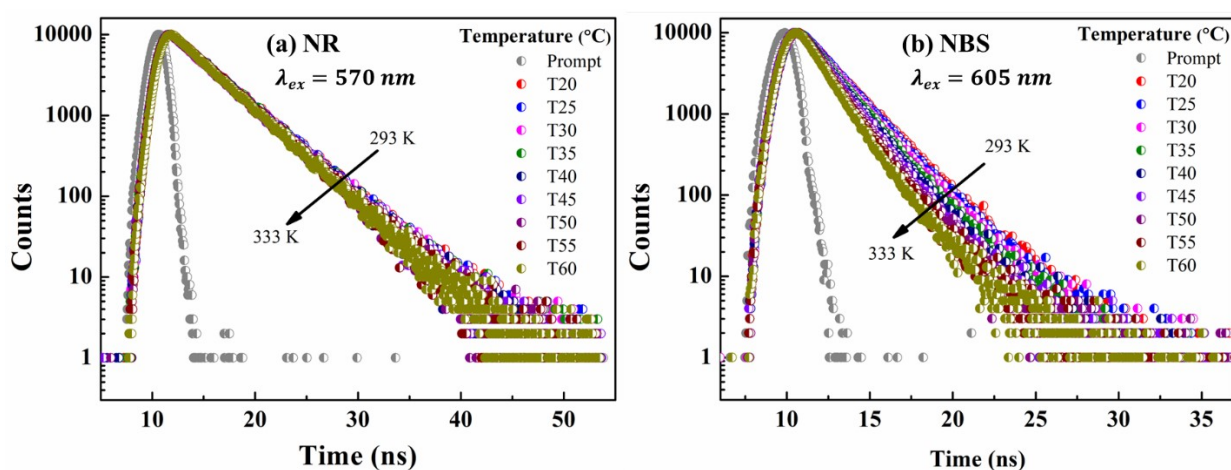 (a) NR
λex = 570 nm
Temperature (°C)
Prompt
T20
T25
T30
T35
T40
T45
T50
T55
T60
293 K
333 K
10000
1000
100
10
1
Counts
10
20
30
40
50
Time (ns)
(b) NBS
λex = 605 nm
Temperature (°C)
Prompt
T20
T25
T30
T35
T40
T45
T50
T55
T60
293 K
333 K
10000
1000
100
10
1
Counts
10
15
20
25
30
35
Time (ns)